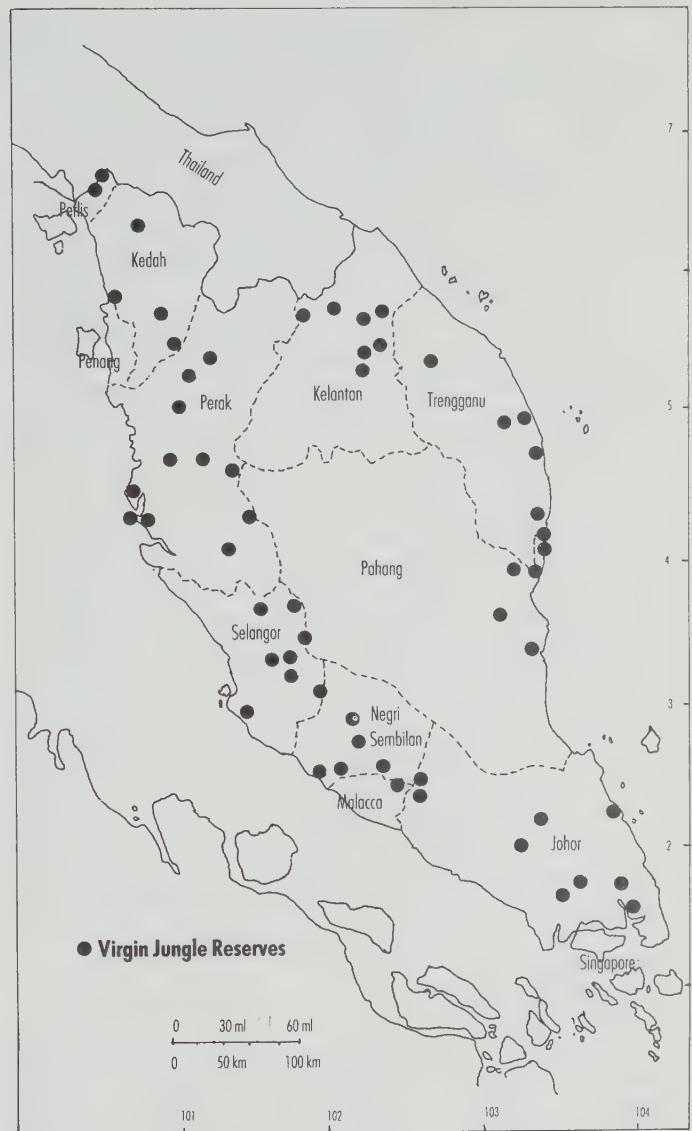 7
Thailand
Perlis
Kedah
Penang
Perak
Kelantan
Trengganu
5
Pahang
4
Selangor
Negri
Sembilan
3
Malacca
Johor
2
● Virgin Jungle Reserves
Singapore
0 30 ml 60 ml
0 50 km 100 km
101 102 103 104